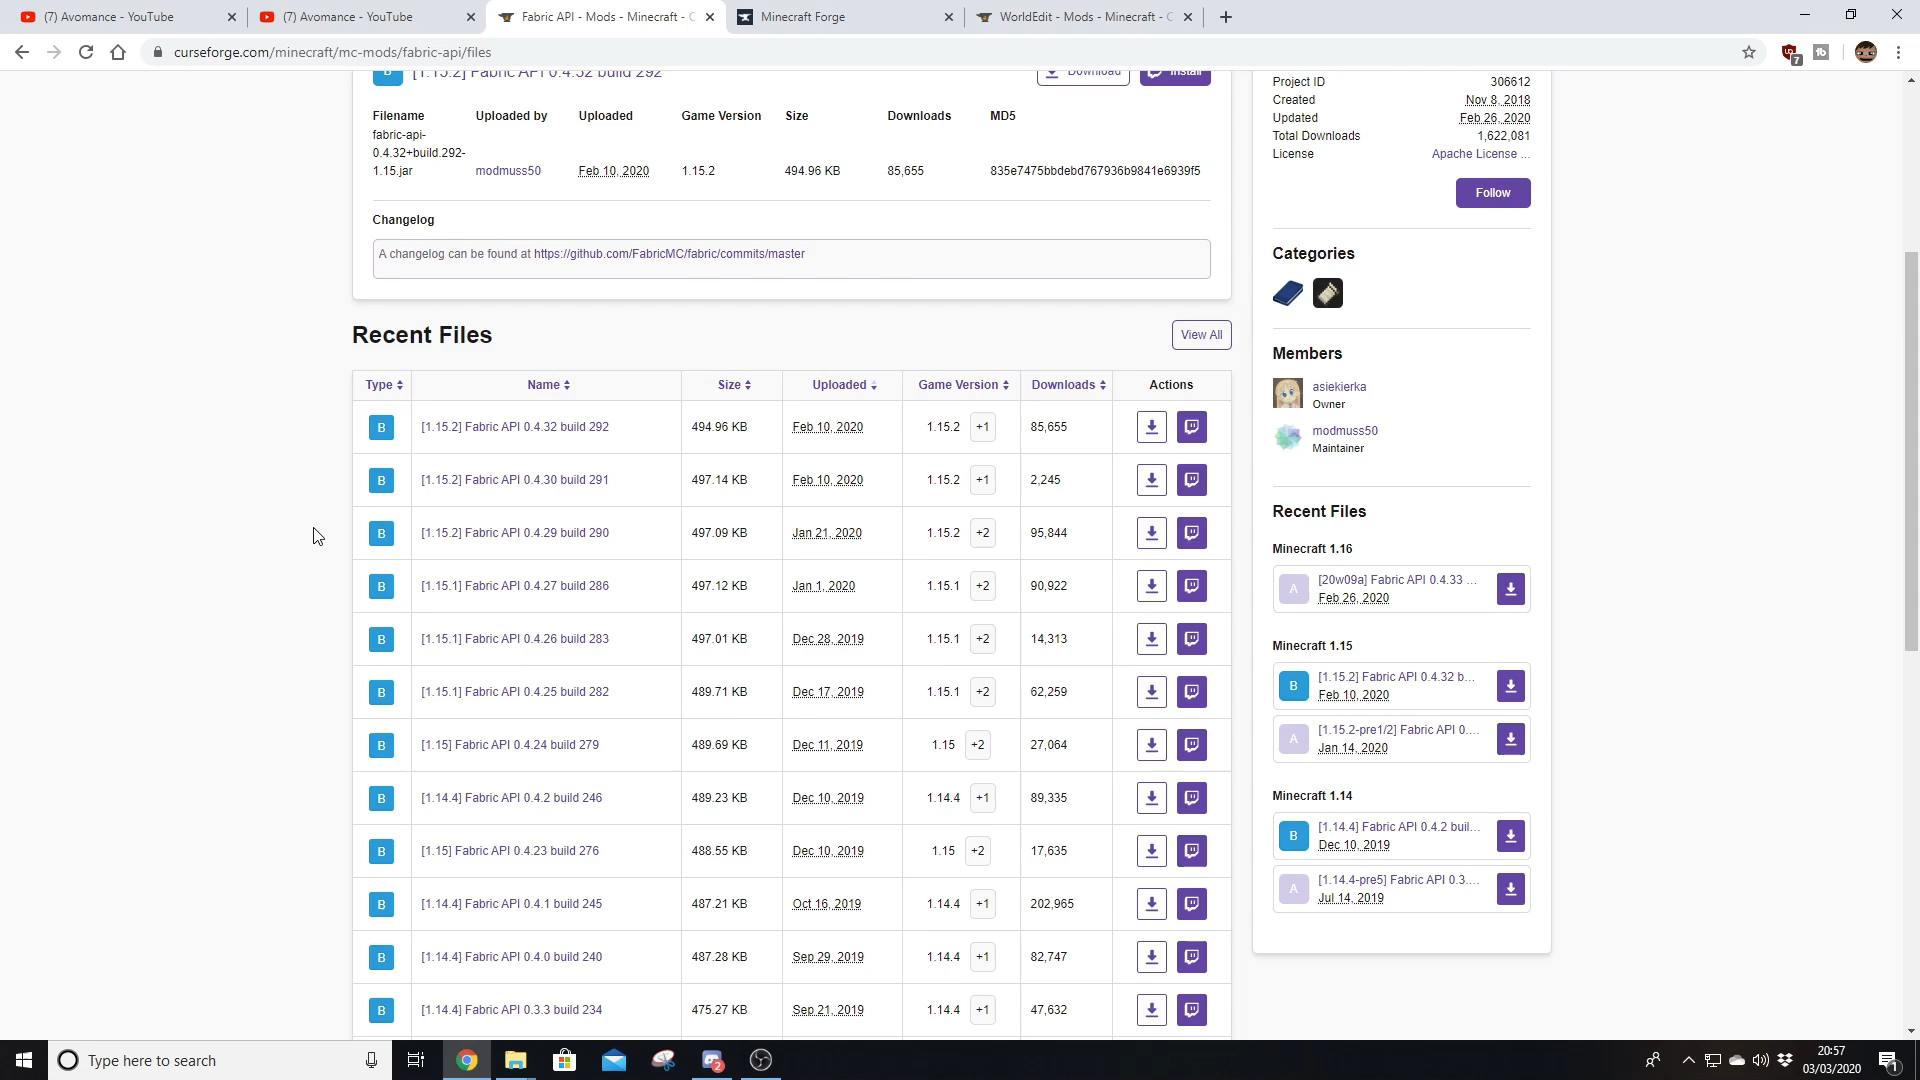 (7) Avomance - YouTube
(7) Avomance - YouTube
Fabric API - Mods - Minecraft - C
Minecraft Forge
WorldEdit - Mods - Minecraft - C
curseforge.com/minecraft/mc-mods/fabric-api/files
7
B [1.15.2] Fabric API 0.4.32 build 292
Download
Install
Filename Uploaded by Uploaded Game Version Size Downloads MD5
fabric-api-
0.4.32+build.292-
1.15.jar modmuss50 Feb 10, 2020 1.15.2 494.96 KB 85,655 835e7475bbdebd767936b9841e6939f5
Changelog
A changelog can be found at https://github.com/FabricMC/fabric/commits/master
Recent Files
View All
Type Name Size Uploaded Game Version Downloads Actions
B [1.15.2] Fabric API 0.4.32 build 292 494.96 KB Feb 10, 2020 1.15.2 +1 85,655
B [1.15.2] Fabric API 0.4.30 build 291 497.14 KB Feb 10, 2020 1.15.2 +1 2,245
B [1.15.2] Fabric API 0.4.29 build 290 497.09 KB Jan 21, 2020 1.15.2 +2 95,844
B [1.15.1] Fabric API 0.4.27 build 286 497.12 KB Jan 1, 2020 1.15.1 +2 90,922
B [1.15.1] Fabric API 0.4.26 build 283 497.01 KB Dec 28, 2019 1.15.1 +2 14,313
B [1.15.1] Fabric API 0.4.25 build 282 489.71 KB Dec 17, 2019 1.15.1 +2 62,259
B [1.15] Fabric API 0.4.24 build 279 489.69 KB Dec 11, 2019 1.15 +2 27,064
B [1.14.4] Fabric API 0.4.2 build 246 489.23 KB Dec 10, 2019 1.14.4 +1 89,335
B [1.15] Fabric API 0.4.23 build 276 488.55 KB Dec 10, 2019 1.15 +2 17,635
B [1.14.4] Fabric API 0.4.1 build 245 487.21 KB Oct 16, 2019 1.14.4 +1 202,965
B [1.14.4] Fabric API 0.4.0 build 240 487.28 KB Sep 29, 2019 1.14.4 +1 82,747
B [1.14.4] Fabric API 0.3.3 build 234 475.27 KB Sep 21, 2019 1.14.4 +1 47,632
Project ID 306612
Created Nov 8, 2018
Updated Feb 26, 2020
Total Downloads 1,622,081
License Apache License ...
Follow
Categories
Members
asiekierka
Owner
modmuss50
Maintainer
Recent Files
Minecraft 1.16
A [20w09a] Fabric API 0.4.33 ...
Feb 26, 2020
Minecraft 1.15
B [1.15.2] Fabric API 0.4.32 b...
Feb 10, 2020
A [1.15.2-pre1/2] Fabric API 0....
Jan 14, 2020
Minecraft 1.14
B [1.14.4] Fabric API 0.4.2 buil...
Dec 10, 2019
A [1.14.4-pre5] Fabric API 0.3....
Jul 14, 2019
Type here to search
2
20:57
03/03/2020
1